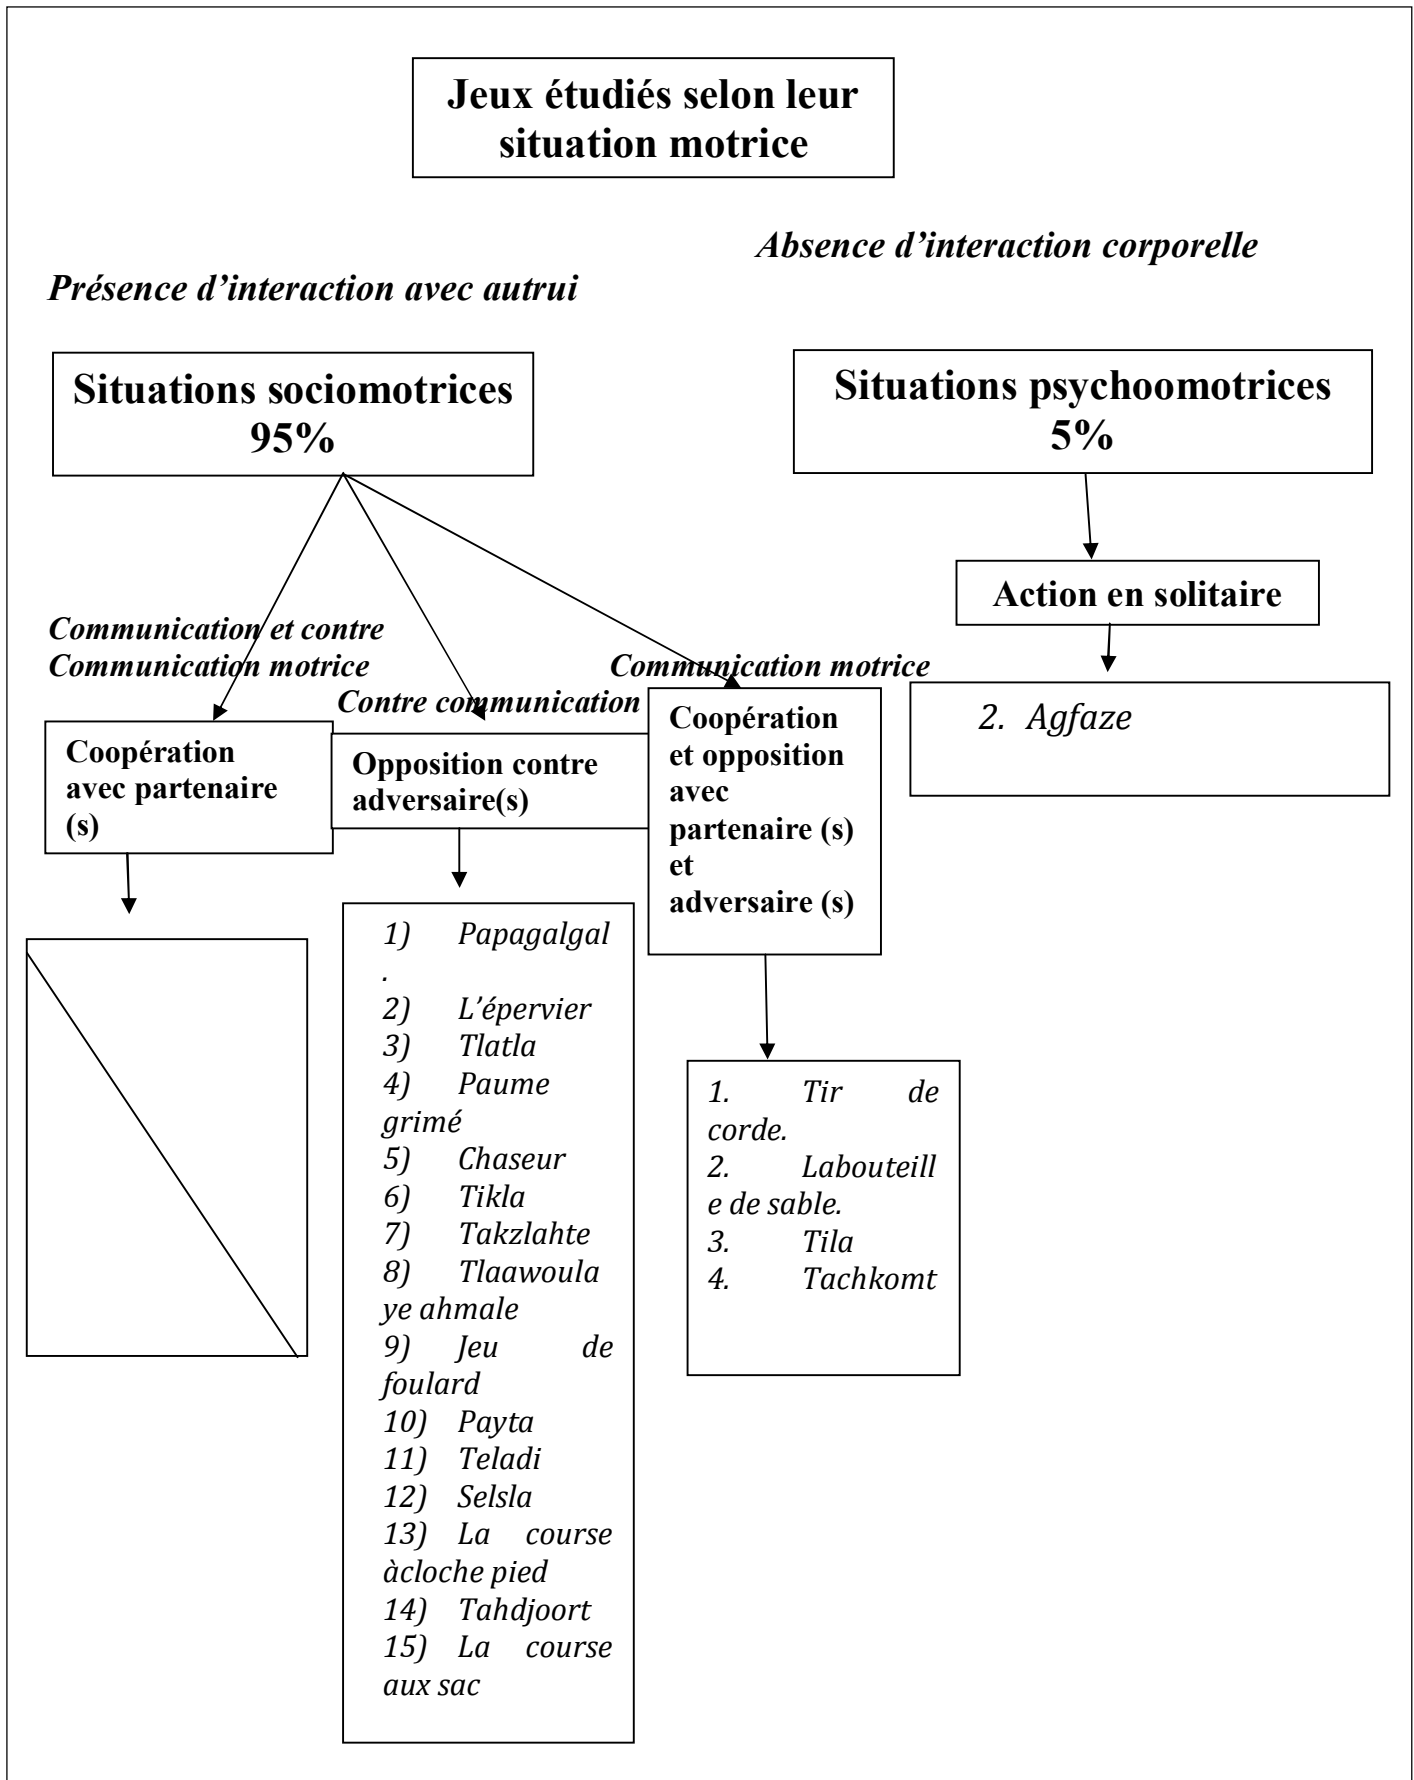 Jeux étudiés selon leur
situation motrice
Absence d’interaction corporelle
Présence d’interaction avec autrui
Situations sociomotrices
95%
Situations psychoomotrices
5%
Action en solitaire
Communication et contre
Communication motrice
Communication motrice
Contre communication
Coopération
avec partenaire
(s)
Opposition contre
adversaire(s)
Coopération
et opposition
avec
partenaire (s)
et
adversaire (s)
2. Agfaze
1) Papagalgal
.
2) L’épervier
3) Tlatla
4) Paume
grimé
5) Chaseur
6) Tikla
7) Takzlahte
8) Tlaawoula
ye ahmale
9) Jeu de
foulard
10) Payta
11) Teladi
12) Selsla
13) La course
àcloche pied
14) Tahdjoort
15) La course
aux sac
1. Tir de
corde.
2. Labouteill
e de sable.
3. Tila
4. Tachkomt